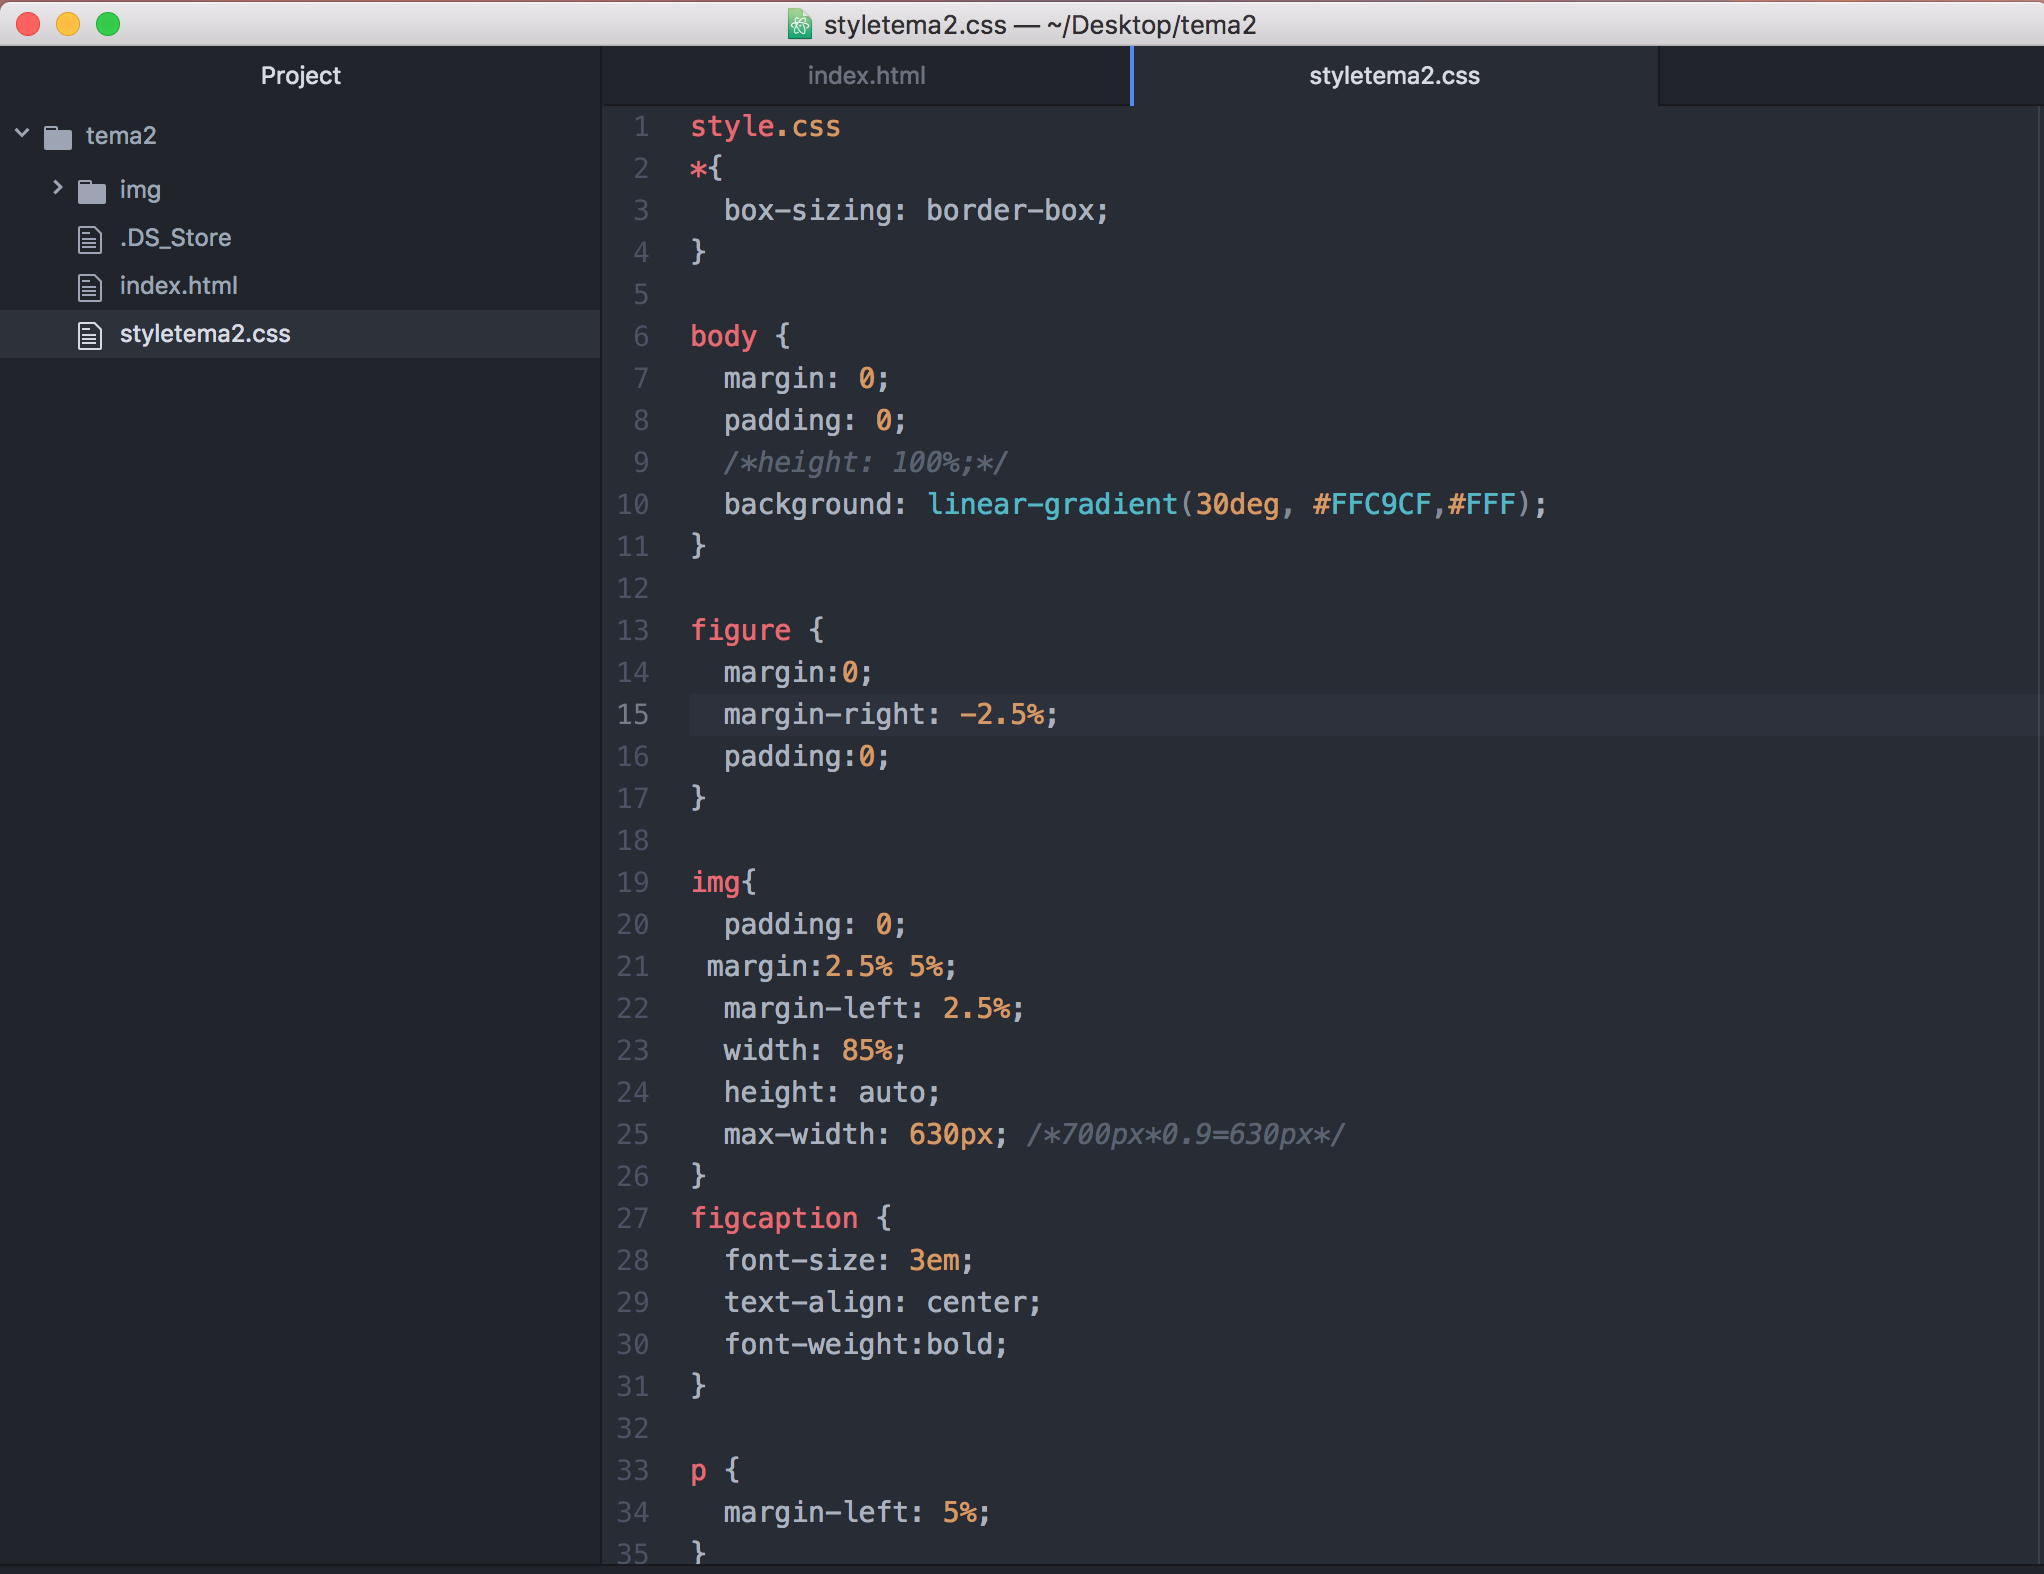 styletema2.css — ~/Desktop/tema2
Project
tema2
img
.DS_Store
index.html
styletema2.css
index.html
styletema2.css
1 style.css
2 *{
3   box-sizing: border-box;
4 }
5
6 body {
7   margin: 0;
8   padding: 0;
9   /*height: 100%;*/
10   background: linear-gradient(30deg, #FFC9CF,#FFF);
11 }
12
13 figure {
14   margin:0;
15   margin-right: -2.5%;
16   padding:0;
17 }
18
19 img{
20   padding: 0;
21  margin:2.5% 5%;
22   margin-left: 2.5%;
23   width: 85%;
24   height: auto;
25   max-width: 630px; /*700px*0.9=630px*/
26 }
27 figcaption {
28   font-size: 3em;
29   text-align: center;
30   font-weight:bold;
31 }
32
33 p {
34   margin-left: 5%;
35 }